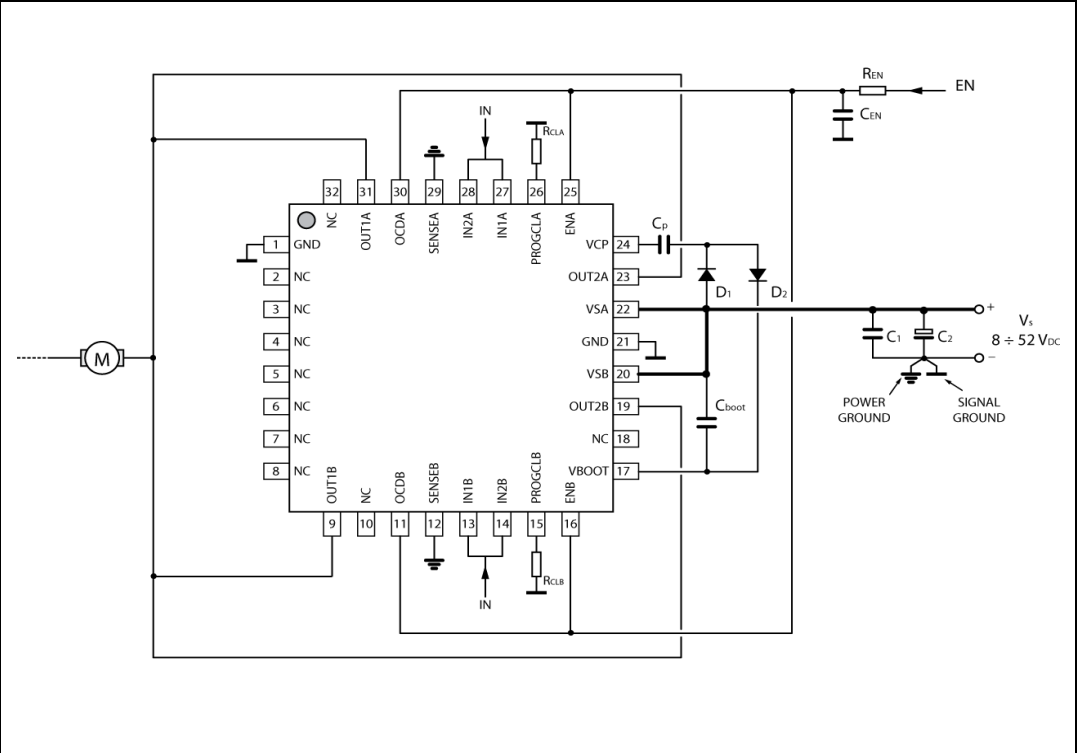 REN
EN
CEN
IN
RCLA
32 31 30 29 28 27 26 25
NC OUT1A OCDA SENSEA IN2A IN1A PROGCLA ENA
1 GND
2 NC
3 NC
4 NC
5 NC
6 NC
7 NC
8 NC
VCP 24
OUT2A 23
VSA 22
GND 21
VSB 20
OUT2B 19
NC 18
VBOOT 17
Cp
D1
D2
Cboot
C1
C2
+
Vs
8 ÷ 52 VDC
−
POWER
GROUND
SIGNAL
GROUND
M
OUT1B NC OCDB SENSEB IN1B IN2B PROGCLB ENB
9 10 11 12 13 14 15 16
RCLB
IN